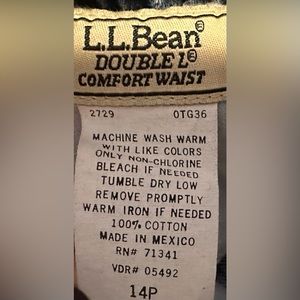 L.L.Bean®
DOUBLE L®
COMFORT WAIST
2729 OTG36
MACHINE WASH WARM
WITH LIKE COLORS
ONLY NON-CHLORINE
BLEACH IF NEEDED
TUMBLE DRY LOW
REMOVE PROMPTLY
WARM IRON IF NEEDED
100% COTTON
MADE IN MEXICO
RN# 71341
VDR# 05492
14P